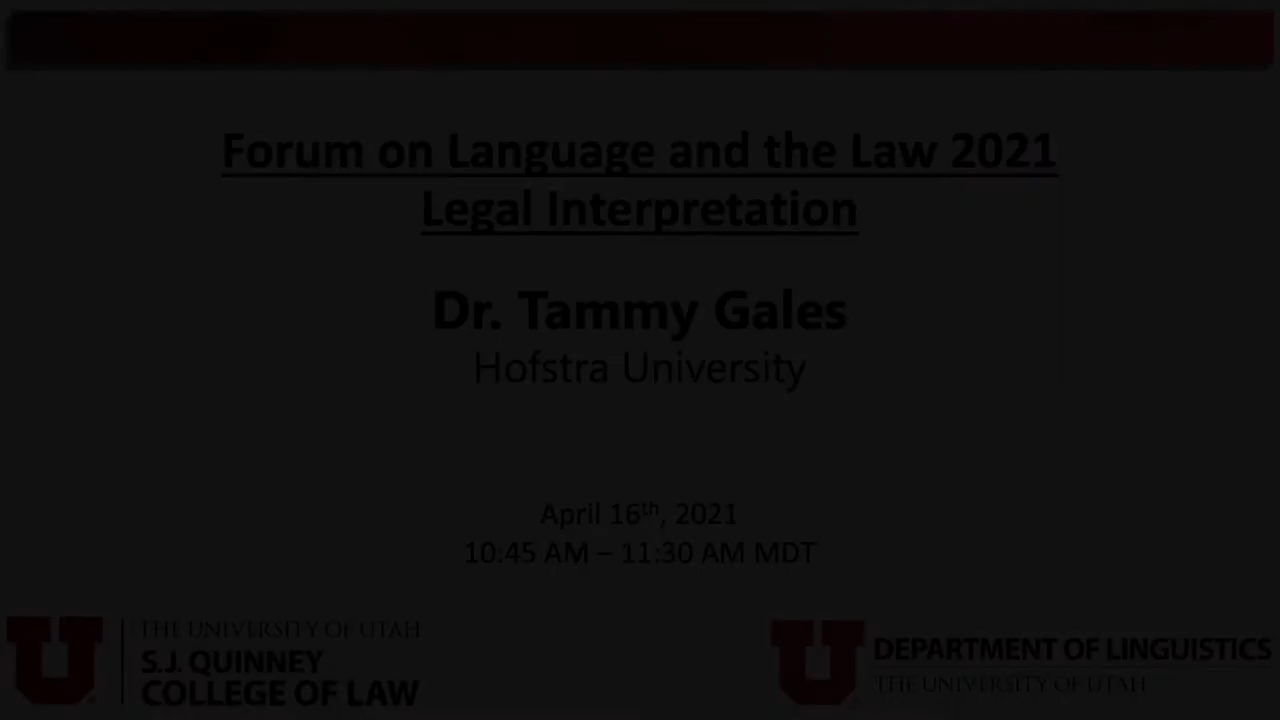 Forum on Language and the Law 2021
Legal Interpretation
Dr. Tammy Gales
Hofstra University
April 16th, 2021
10:45 AM – 11:30 AM MDT
THE UNIVERSITY OF UTAH
S.J. QUINNEY
COLLEGE OF LAW
DEPARTMENT OF LINGUISTICS
THE UNIVERSITY OF UTAH